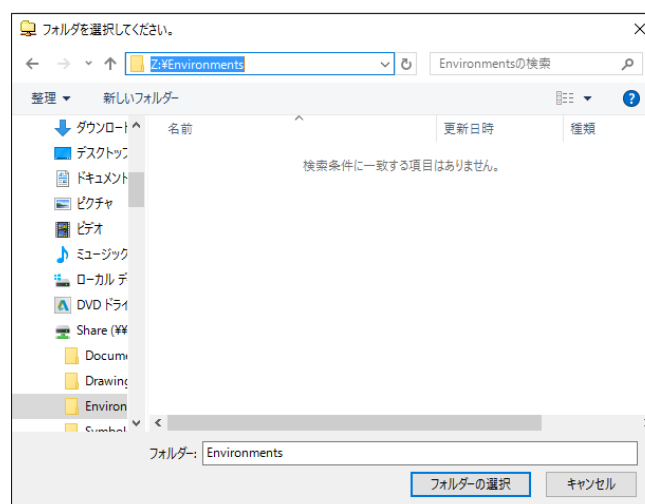 フォルダを選択してください。
Z:¥Environments
Environmentsの検索
整理 新しいフォルダー
名前 更新日時 種類
検索条件に一致する項目はありません。
ダウンロート
デスクトップ
ドキュメント
ピクチャ
ビデオ
ミュージック
ローカル デ
DVD ドライ
Share (¥¥
Docume
Drawing
Environ
Symbol
フォルダー: Environments
フォルダーの選択 キャンセル